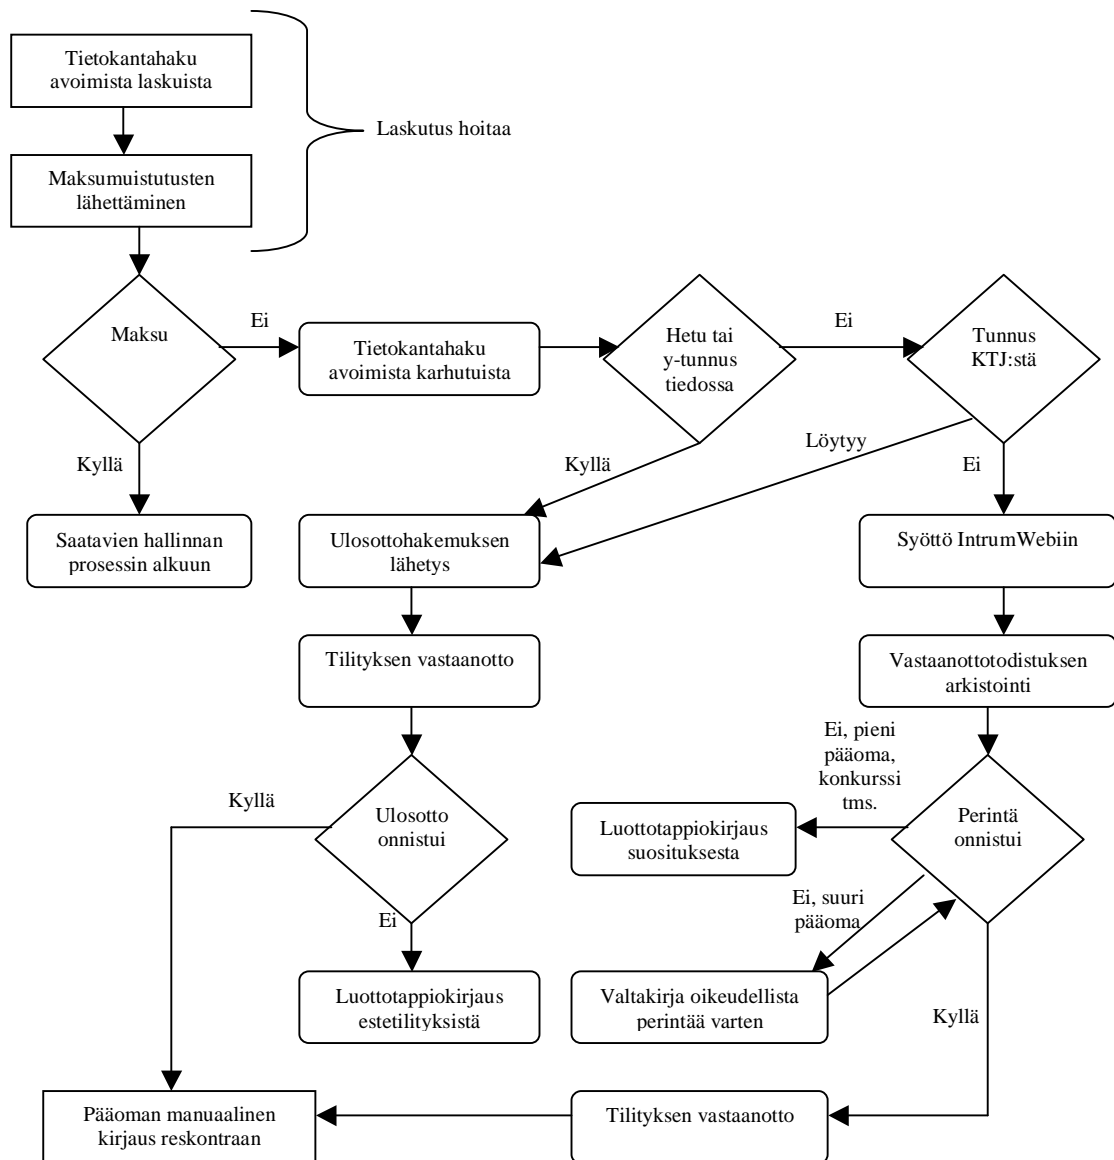 Tietokantahaku
avoimista laskuista
Laskutus hoitaa
Maksumuistutusten
lähettäminen
Maksu
Ei
Tietokantahaku
avoimista karhutuista
Hetu tai
y-tunnus
tiedossa
Ei
Tunnus
KTJ:stä
Kyllä
Kyllä
Löytyy
Ei
Saatavien hallinnan
prosessin alkuun
Ulosottohakemuksen
lähetys
Syöttö IntrumWebiin
Tilityksen vastaanotto
Vastaanottotodistuksen
arkistointi
Ei, pieni
pääoma,
konkurssi
tms.
Kyllä
Ulosotto
onnistui
Luottotappiokirjaus
suosituksesta
Perintä
onnistui
Ei
Ei, suuri
pääoma
Luottotappiokirjaus
estetilityksistä
Valtakirja oikeudellista
perintää varten
Kyllä
Pääoman manuaalinen
kirjaus reskontraan
Tilityksen vastaanotto